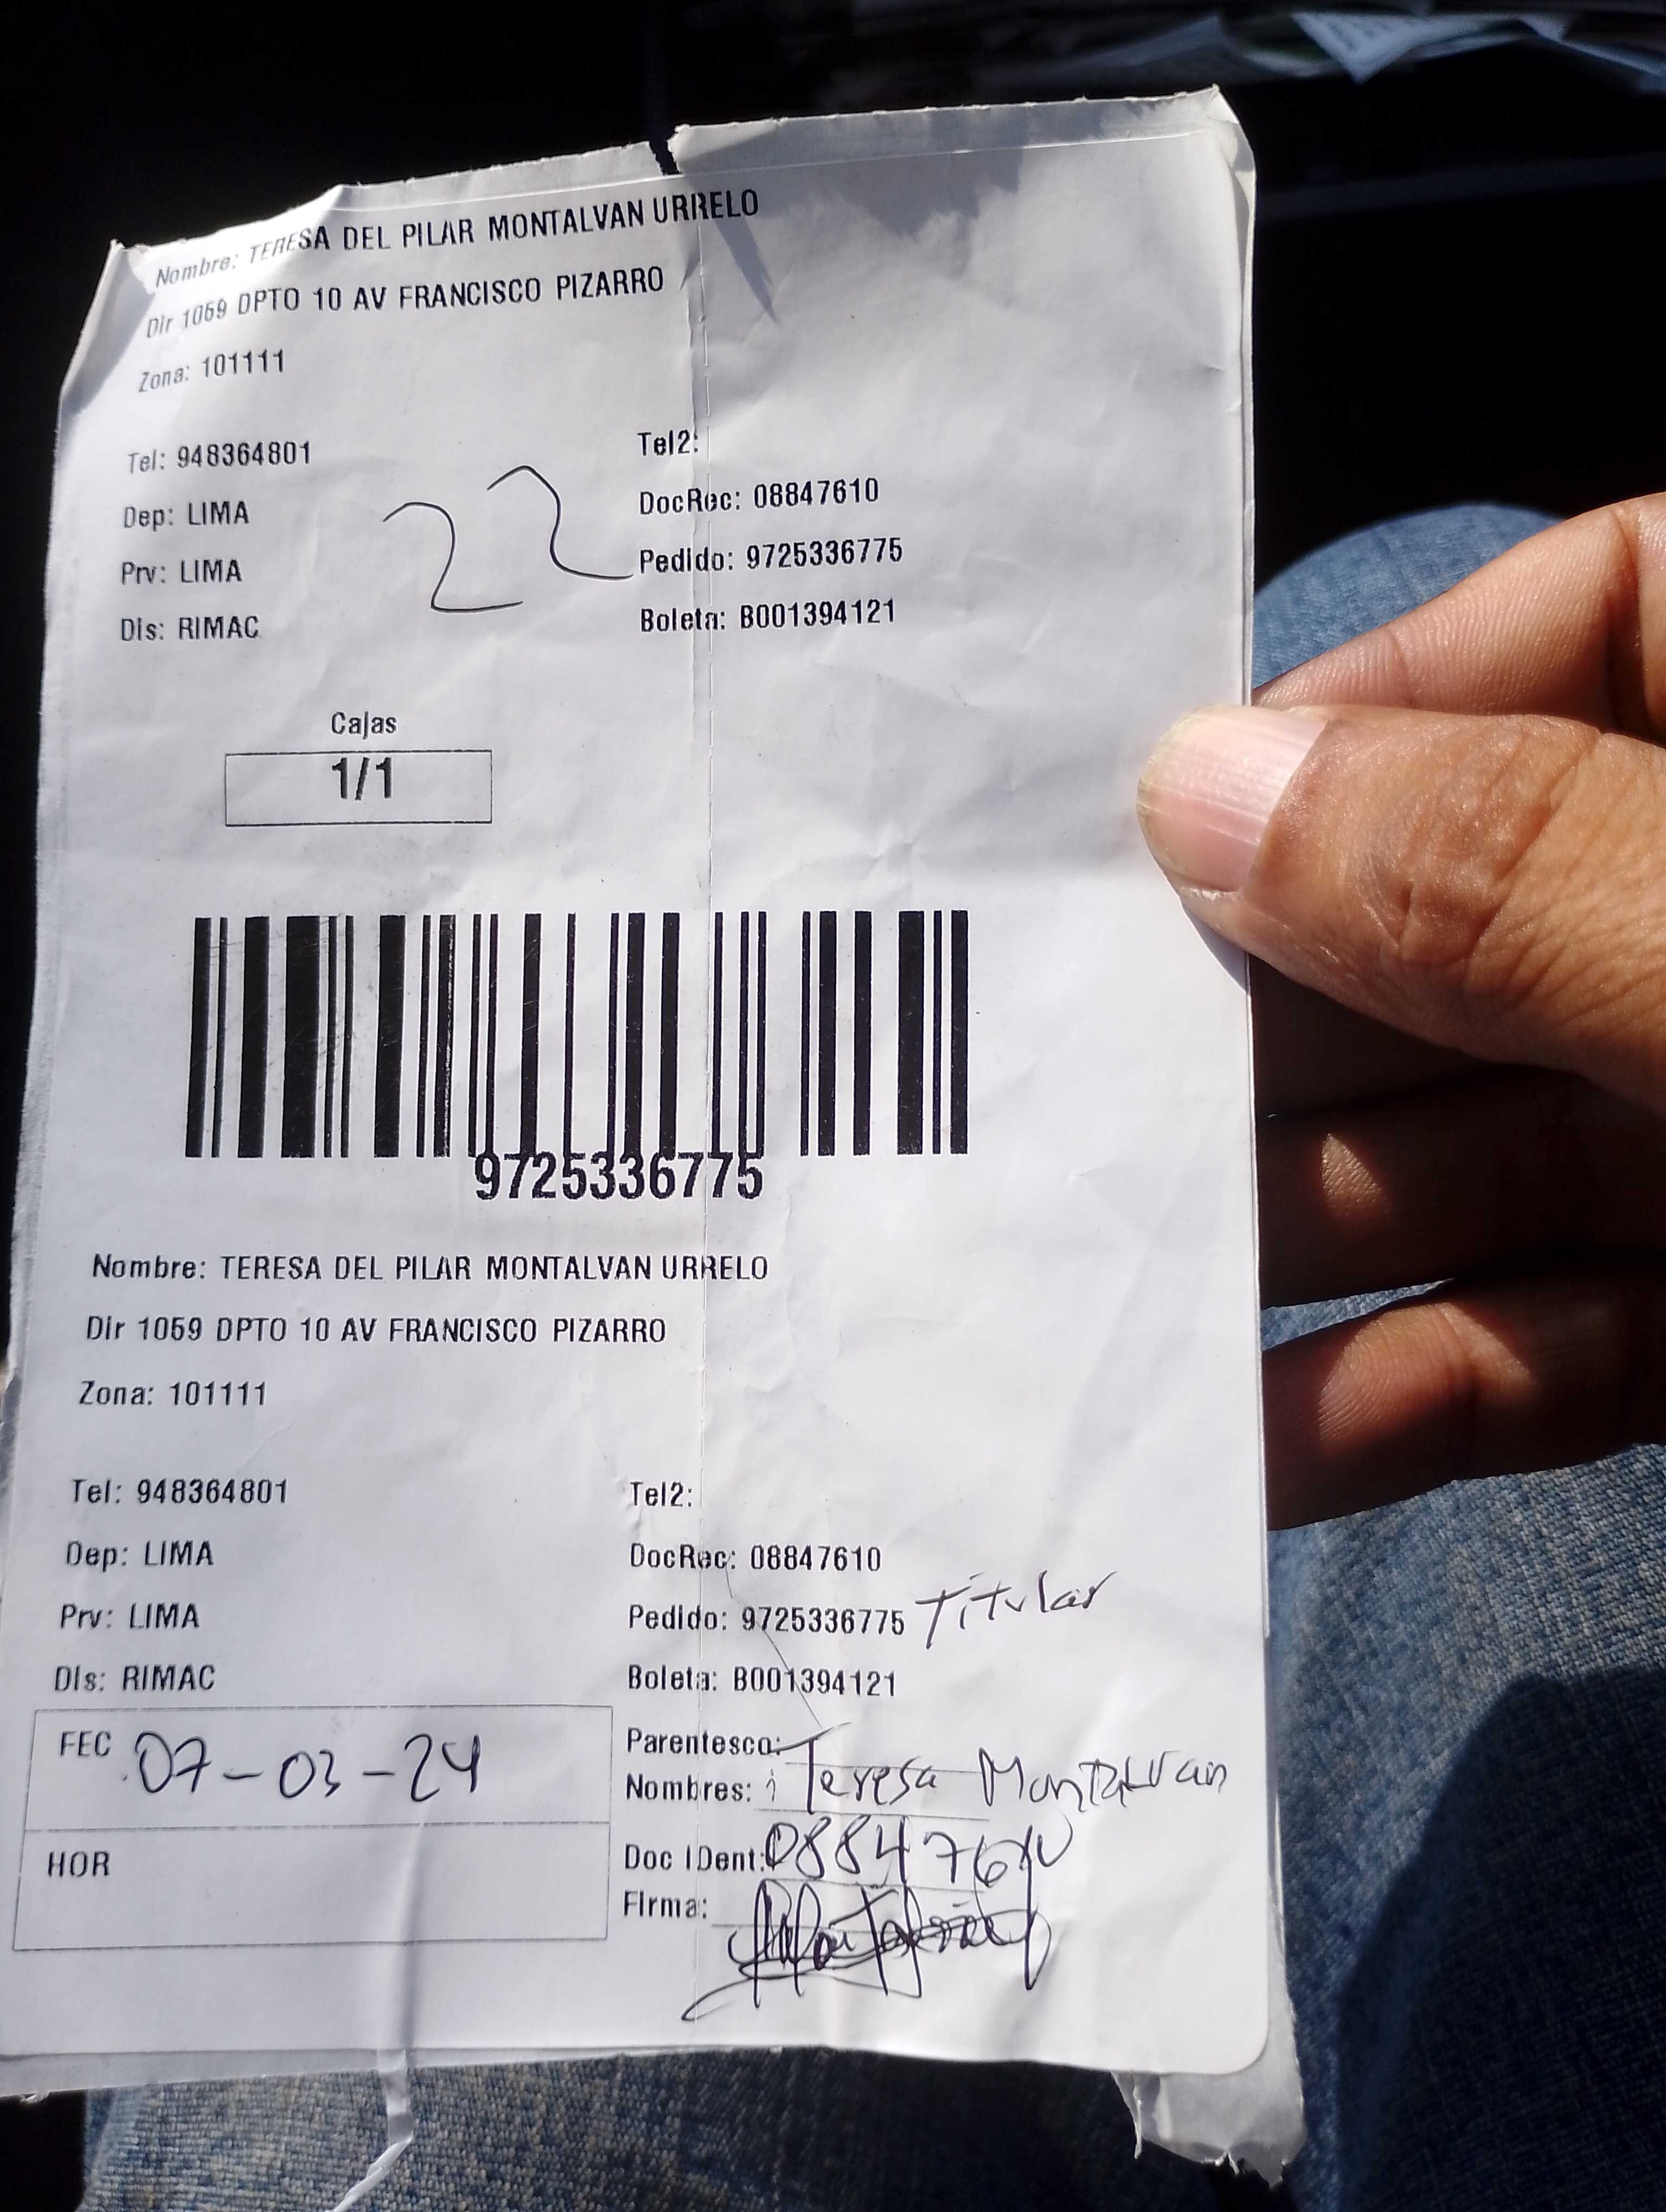 Nombre: TERESA DEL PILAR MONTALVAN URRELO
Dir 1059 DPTO 10 AV FRANCISCO PIZARRO
Zona: 101111
Tel: 948364801
Tel2:
Dep: LIMA
DocRec: 08847610
Prv: LIMA
Pedido: 9725336775
Dis: RIMAC
Boleta: B001394121
22
Cajas
1/1
9725336775
Nombre: TERESA DEL PILAR MONTALVAN URRELO
Dir 1059 DPTO 10 AV FRANCISCO PIZARRO
Zona: 101111
Tel: 948364801
Tel2:
Dep: LIMA
DocRec: 08847610
Prv: LIMA
Pedido: 9725336775 Titular
Dis: RIMAC
Boleta: B001394121
FEC 07-03-24
Parentesco:
Nombres: Teresa Montalvan
HOR
Doc IDent: 08847610
Firma: